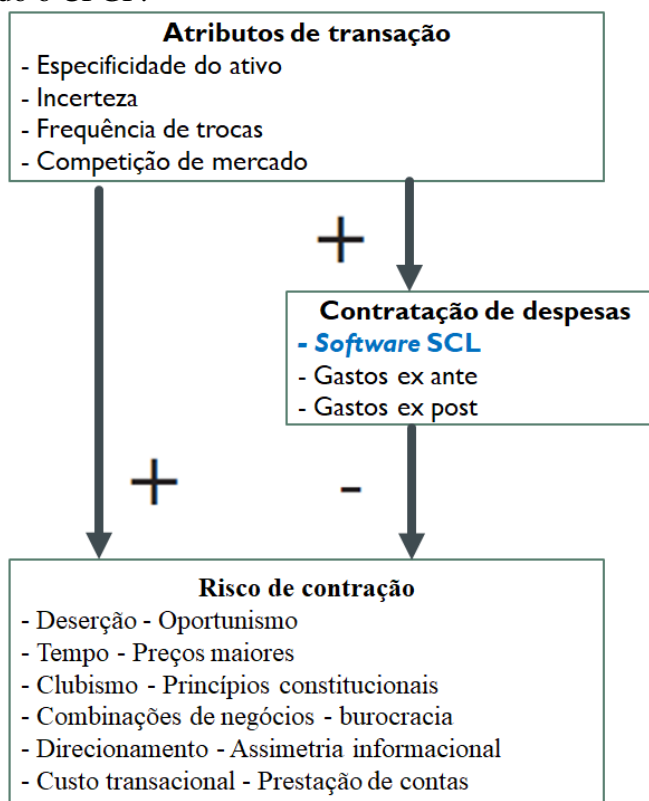 Atributos de transação
- Especificidade do ativo
- Incerteza
- Frequência de trocas
- Competição de mercado
+
Contratação de despesas
- Software SCL
- Gastos ex ante
- Gastos ex post
+
-
Risco de contração
- Deserção - Oportunismo
- Tempo - Preços maiores
- Clubismo - Princípios constitucionais
- Combinações de negócios - burocracia
- Direcionamento - Assimetria informacional
- Custo transacional - Prestação de contas